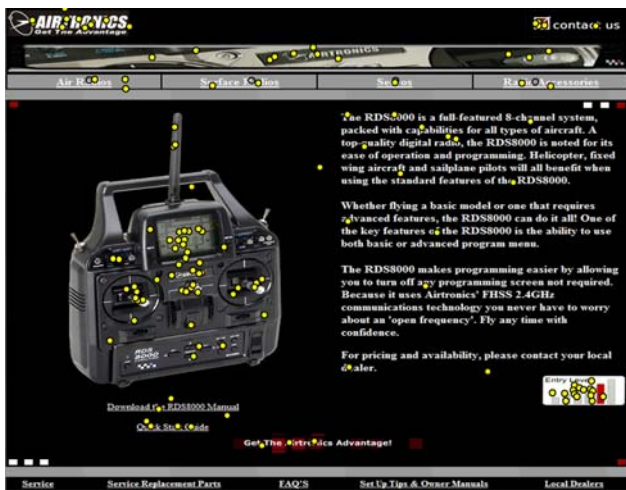 AIRTRONICS
Get The Advantage
contact us
AIRTRONICS
Air Radios Surface Radios Servos Radio Accessories
The RDS8000 is a full-featured 8-channel system,
packed with capabilities for all types of aircraft. A
top-quality digital radio, the RDS8000 is noted for its
ease of operation and programming. Helicopter, fixed
wing aircraft and sailplane pilots will all benefit when
using the standard features of the RDS8000.
Whether flying a basic model or one that requires
advanced features, the RDS8000 can do it all! One of
the key features of the RDS8000 is the ability to use
both basic or advanced program menu.
The RDS8000 makes programming easier by allowing
you to turn off any programming screen not required.
Because it uses Airtronics' FHSS 2.4GHz
communications technology you never have to worry
about an 'open frequency'. Fly any time with
confidence.
For pricing and availability, please contact your local
dealer.
RDS
8000
Entry Level
Download the RDS8000 Manual
Quick Start Guide
Get The Airtronics Advantage!
Service Service Replacement Parts FAQ'S Set Up Tips & Owner Manuals Local Dealers